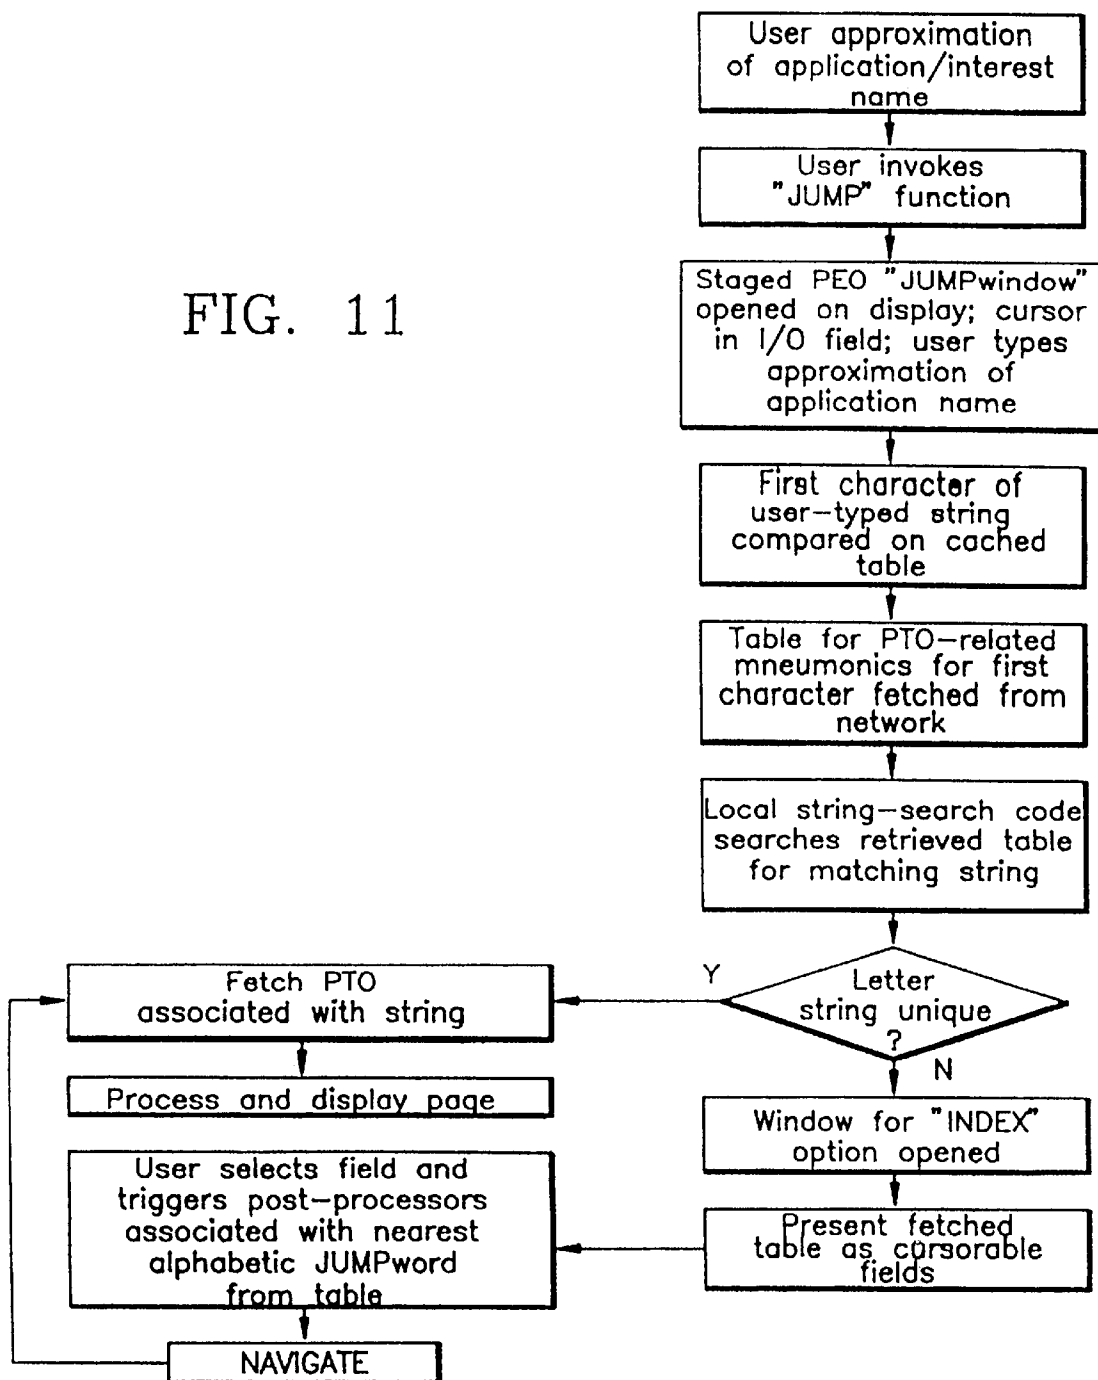 User approximation
of application/interest
name
User invokes
"JUMP" function
FIG. 11
Staged PEO "JUMPwindow"
opened on display; cursor
in I/O field; user types
approximation of
application name
First character of
user-typed string
compared on cached
table
Table for PTO-related
mneumonics for first
character fetched from
network
Local string-search code
searches retrieved table
for matching string
Letter
string unique
?
Y
N
Fetch PTO
associated with string
Process and display page
Window for "INDEX"
option opened
Present fetched
table as cursorable
fields
User selects field and
triggers post-processors
associated with nearest
alphabetic JUMPword
from table
NAVIGATE